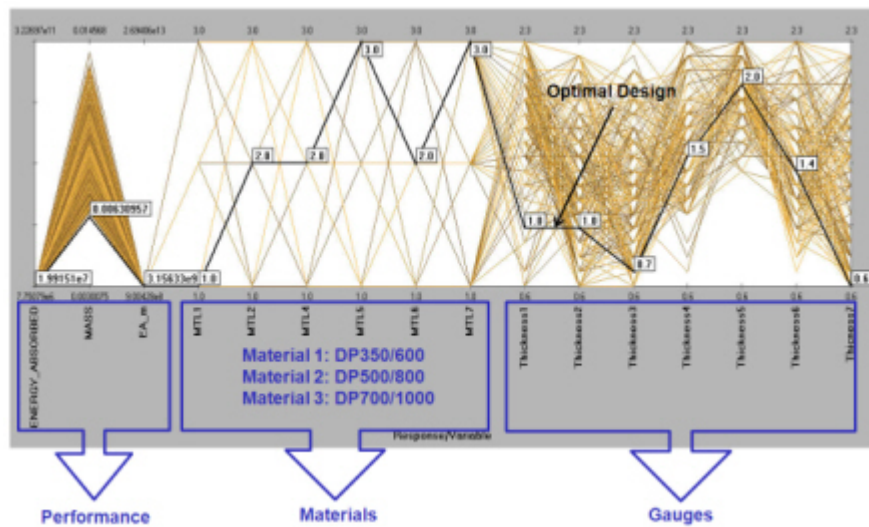 3.22697e11 0.014568 2.69406e13 3.0 3.0 3.0 3.0 3.0 3.0 2.3 2.3 2.3 2.3 2.3 2.3 2.3
3.0 3.0
2.0
Optimal Design
2.0 2.0 2.0 1.5 1.4
0.00630957 1.0 1.0
0.7
1.99151e7 3.15633e9 1.0 0.6
0.0030075 1.0 1.0 1.0 1.0 1.0 1.0 0.6 0.6 0.6 0.6 0.6 0.6 0.6
ENERGY_ABSORBED
MASS
EA_m
MTL1
MTL2
MTL4
MTL5
MTL6
MTL7
Thickness1
Thickness2
Thickness3
Thickness4
Thickness5
Thickness6
Thickness7
Material 1: DP350/600
Material 2: DP500/800
Material 3: DP700/1000
Response/Variable
Performance Materials Gauges